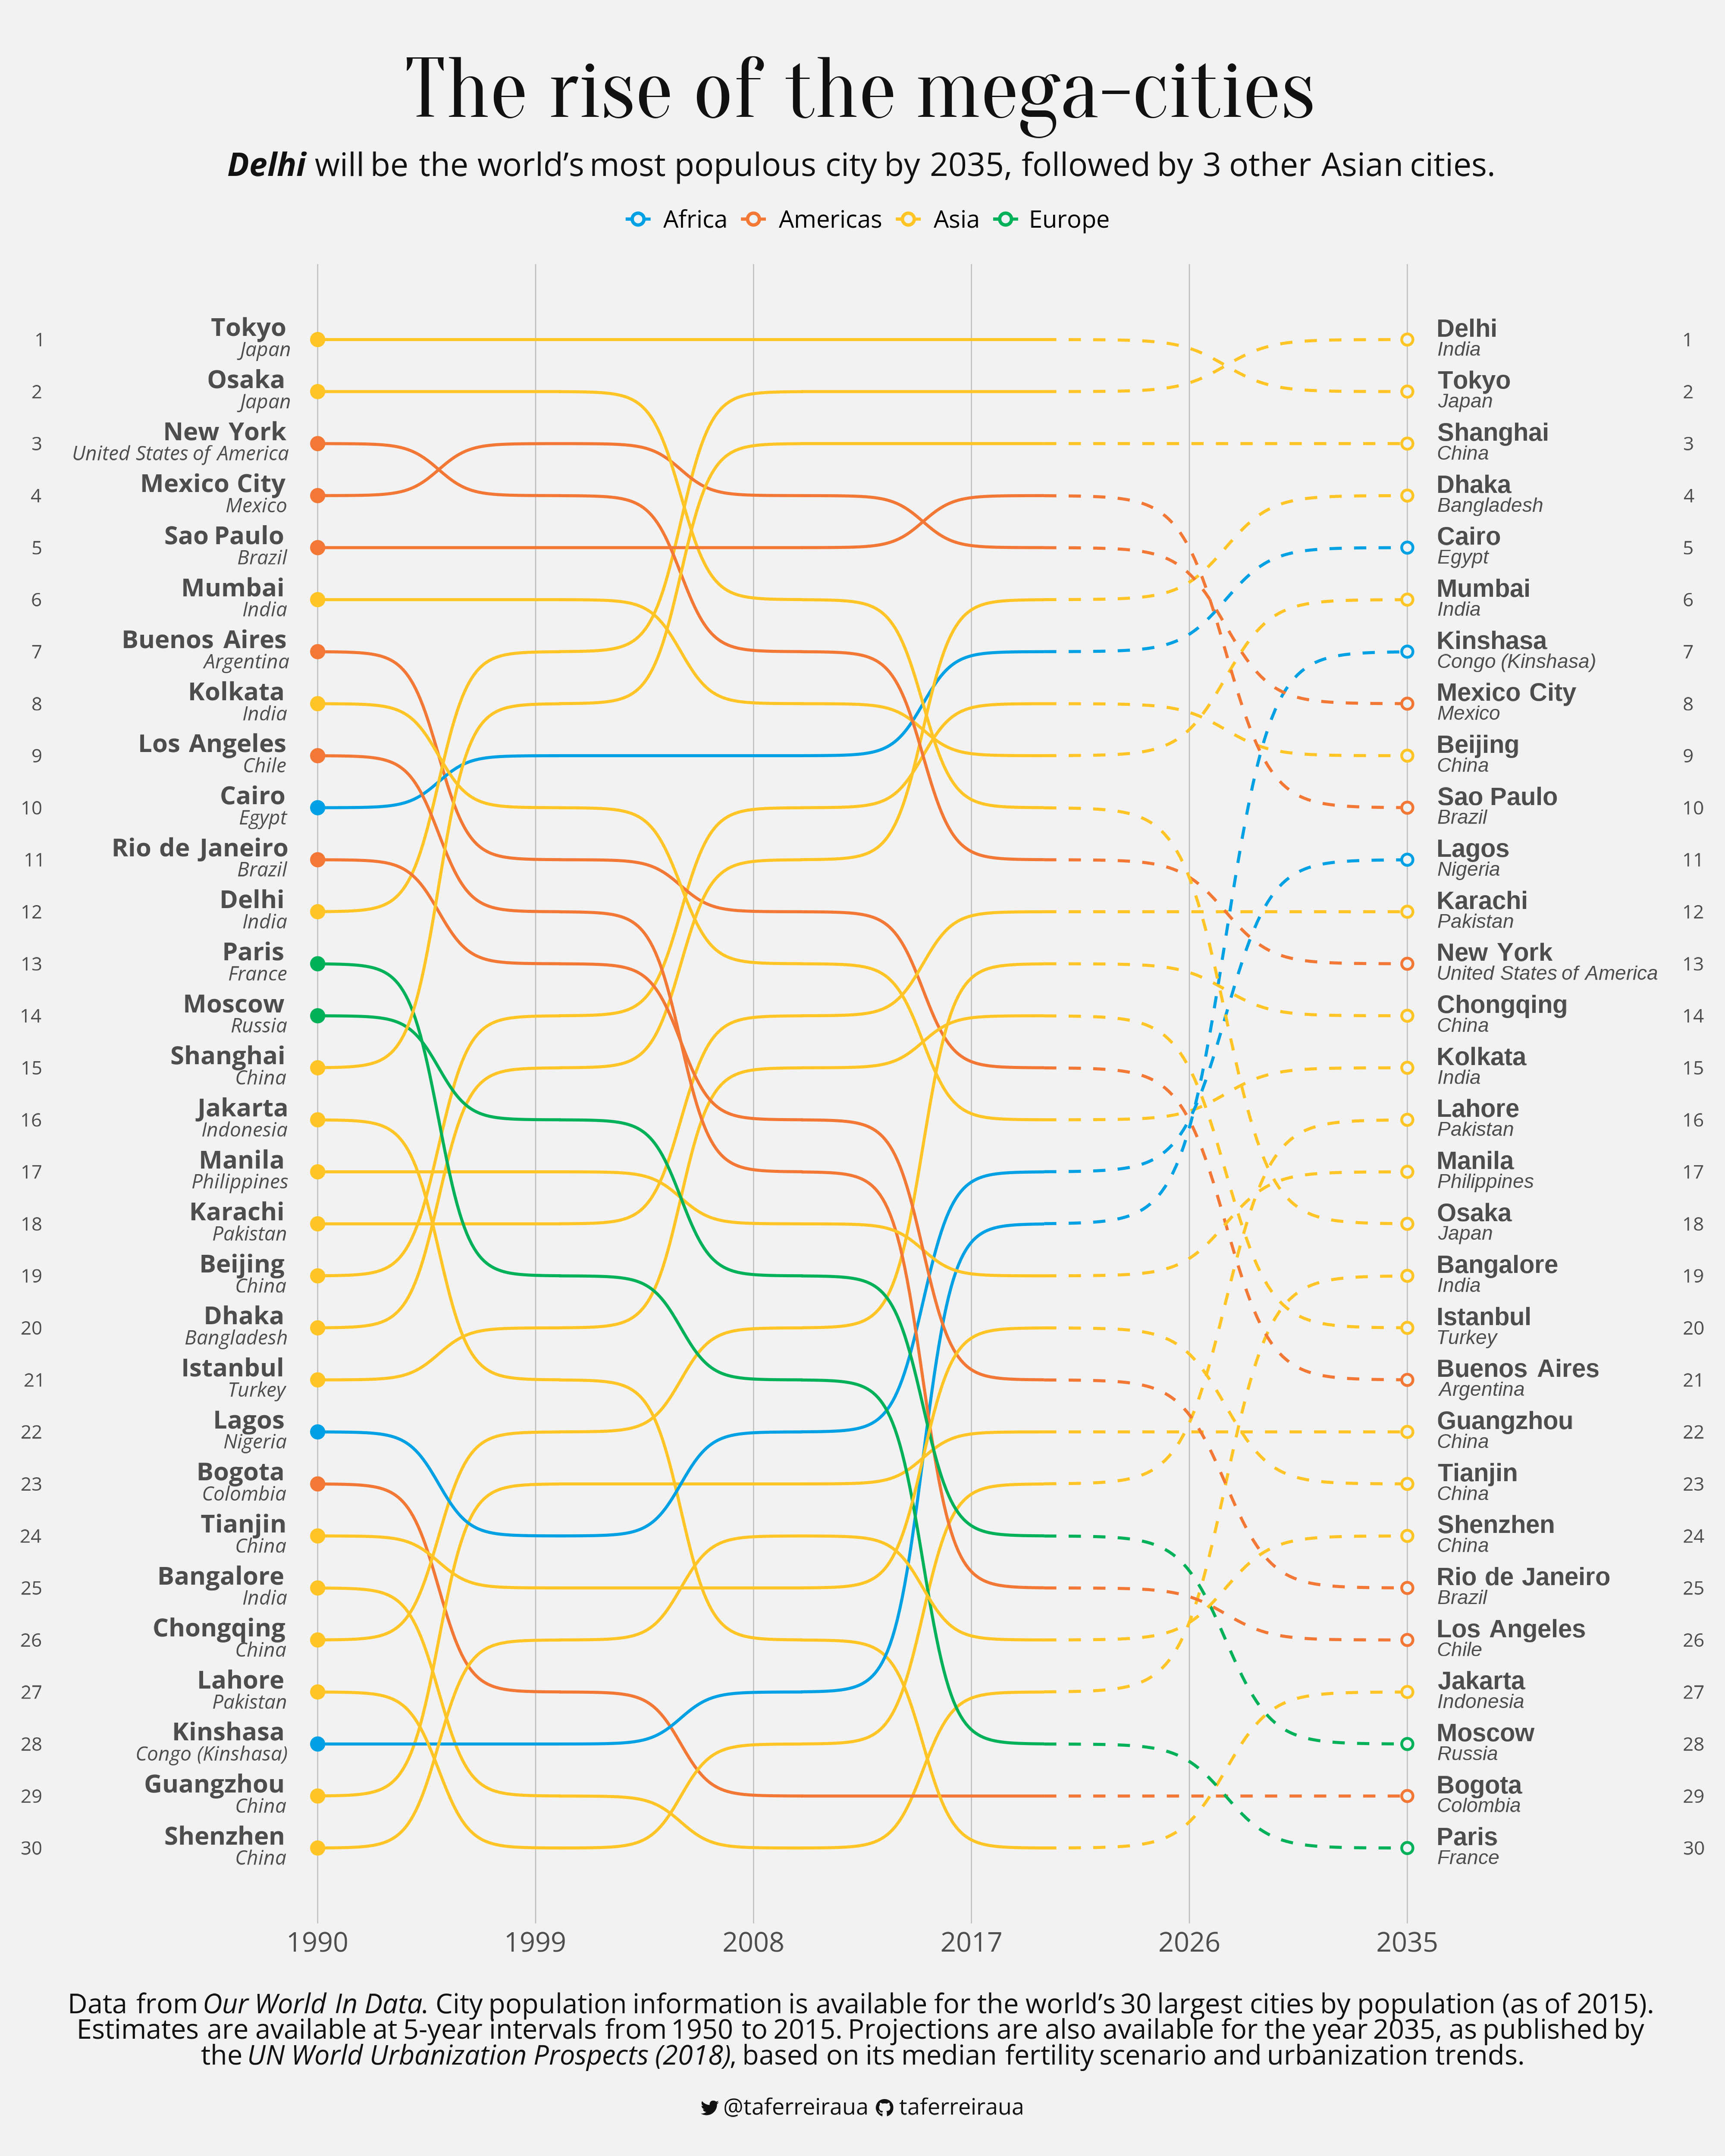 The rise of the mega-cities
Delhi will be the world's most populous city by 2035, followed by 3 other Asian cities.
Africa Americas Asia Europe
1 Tokyo Delhi 1
Japan India
2 Osaka Tokyo 2
Japan Japan
3 New York Shanghai 3
United States of America China
4 Mexico City Dhaka 4
Mexico Bangladesh
5 Sao Paulo Cairo 5
Brazil Egypt
6 Mumbai Mumbai 6
India India
7 Buenos Aires Kinshasa 7
Argentina Congo (Kinshasa)
8 Kolkata Mexico City 8
India Mexico
9 Los Angeles Beijing 9
Chile China
10 Cairo Sao Paulo 10
Egypt Brazil
11 Rio de Janeiro Lagos 11
Brazil Nigeria
12 Delhi Karachi 12
India Pakistan
13 Paris New York 13
France United States of America
14 Moscow Chongqing 14
Russia China
15 Shanghai Kolkata 15
China India
16 Jakarta Lahore 16
Indonesia Pakistan
17 Manila Manila 17
Philippines Philippines
18 Karachi Osaka 18
Pakistan Japan
19 Beijing Bangalore 19
China India
20 Dhaka Istanbul 20
Bangladesh Turkey
21 Istanbul Buenos Aires 21
Turkey Argentina
22 Lagos Guangzhou 22
Nigeria China
23 Bogota Tianjin 23
Colombia China
24 Tianjin Shenzhen 24
China China
25 Bangalore Rio de Janeiro 25
India Brazil
26 Chongqing Los Angeles 26
China Chile
27 Lahore Jakarta 27
Pakistan Indonesia
28 Kinshasa Moscow 28
Congo (Kinshasa) Russia
29 Guangzhou Bogota 29
China Colombia
30 Shenzhen Paris 30
China France
1990 1999 2008 2017 2026 2035
Data from Our World In Data. City population information is available for the world's 30 largest cities by population (as of 2015).
Estimates are available at 5-year intervals from 1950 to 2015. Projections are also available for the year 2035, as published by
the UN World Urbanization Prospects (2018), based on its median fertility scenario and urbanization trends.
@taferreiraua taferreiraua